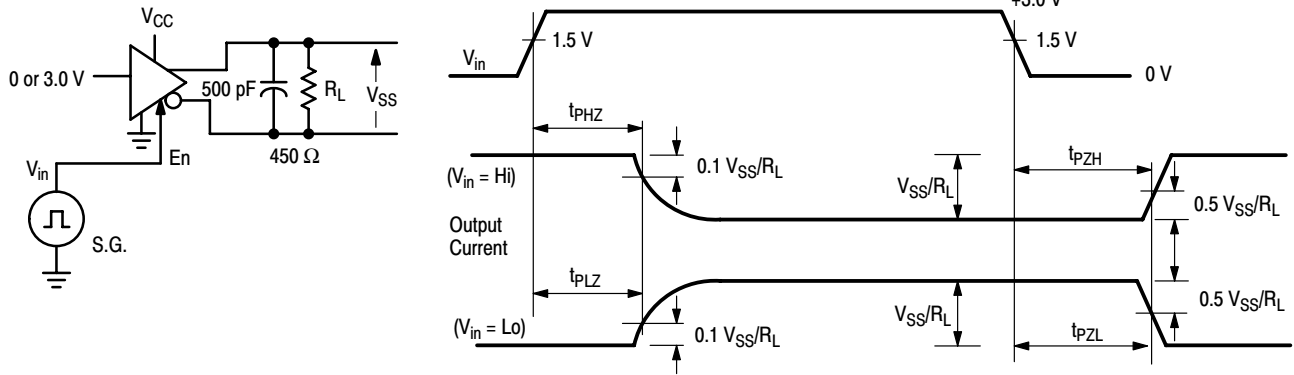 V_CC
0 or 3.0 V
500 pF
R_L
V_SS
450 Ω
En
V_in
S.G.
+3.0 V
V_in
1.5 V
1.5 V
0 V
t_PHZ
0.1 V_SS/R_L
(V_in = Hi)
V_SS/R_L
t_PZH
0.5 V_SS/R_L
Output
Current
t_PLZ
(V_in = Lo)
0.1 V_SS/R_L
V_SS/R_L
t_PZL
0.5 V_SS/R_L